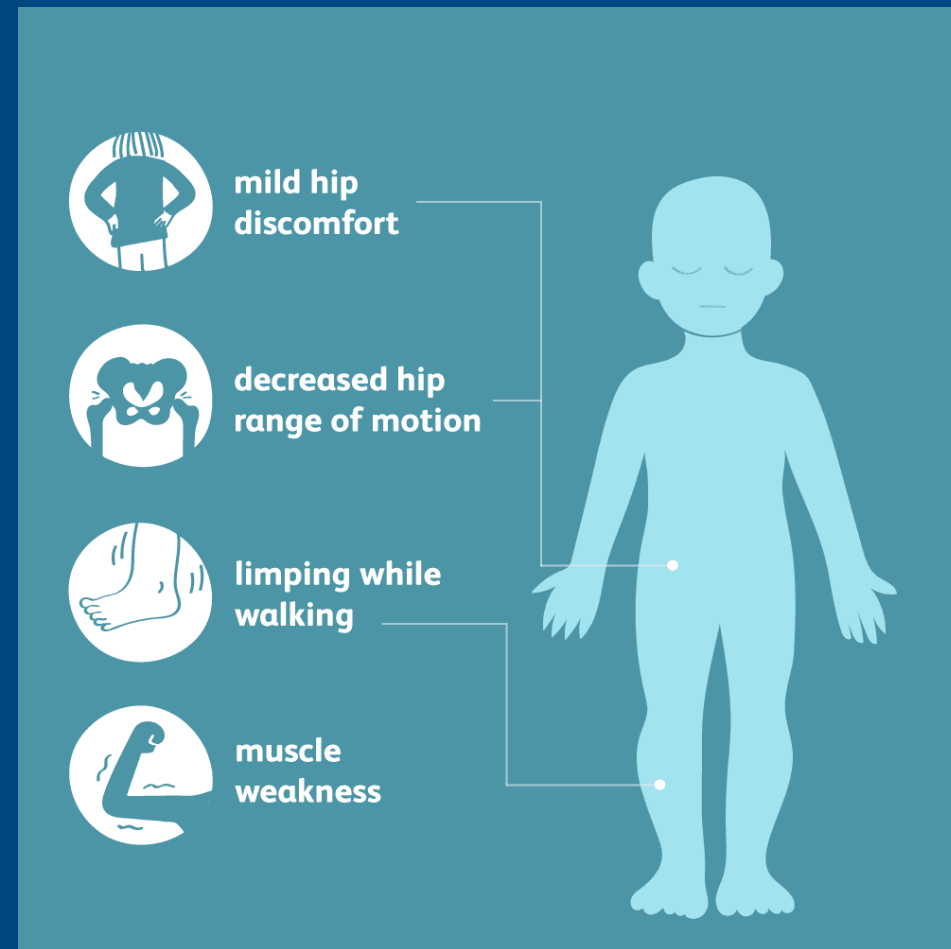 mild hip
discomfort
decreased hip
range of motion
limping while
walking
muscle
weakness